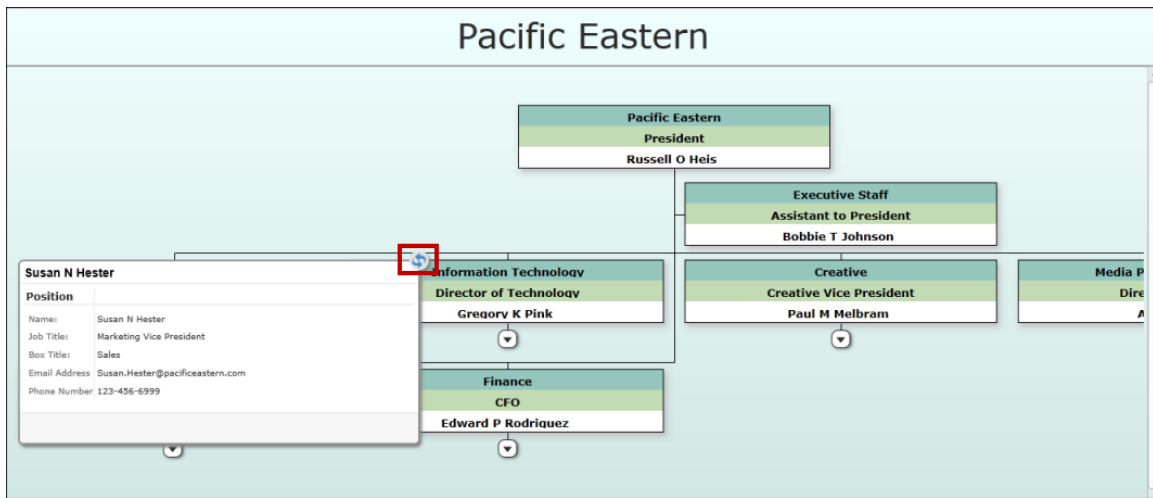 Pacific Eastern
Pacific Eastern
President
Russell O Heis
Executive Staff
Assistant to President
Bobbie T Johnson
Susan N Hester
Position
Name: Susan N Hester
Job Title: Marketing Vice President
Box Title: Sales
Email Address Susan.Hester@pacificeastern.com
Phone Number 123-456-6999
Information Technology
Director of Technology
Gregory K Pink
Creative
Creative Vice President
Paul M Melbram
Media P
Dire
A
Finance
CFO
Edward P Rodriquez